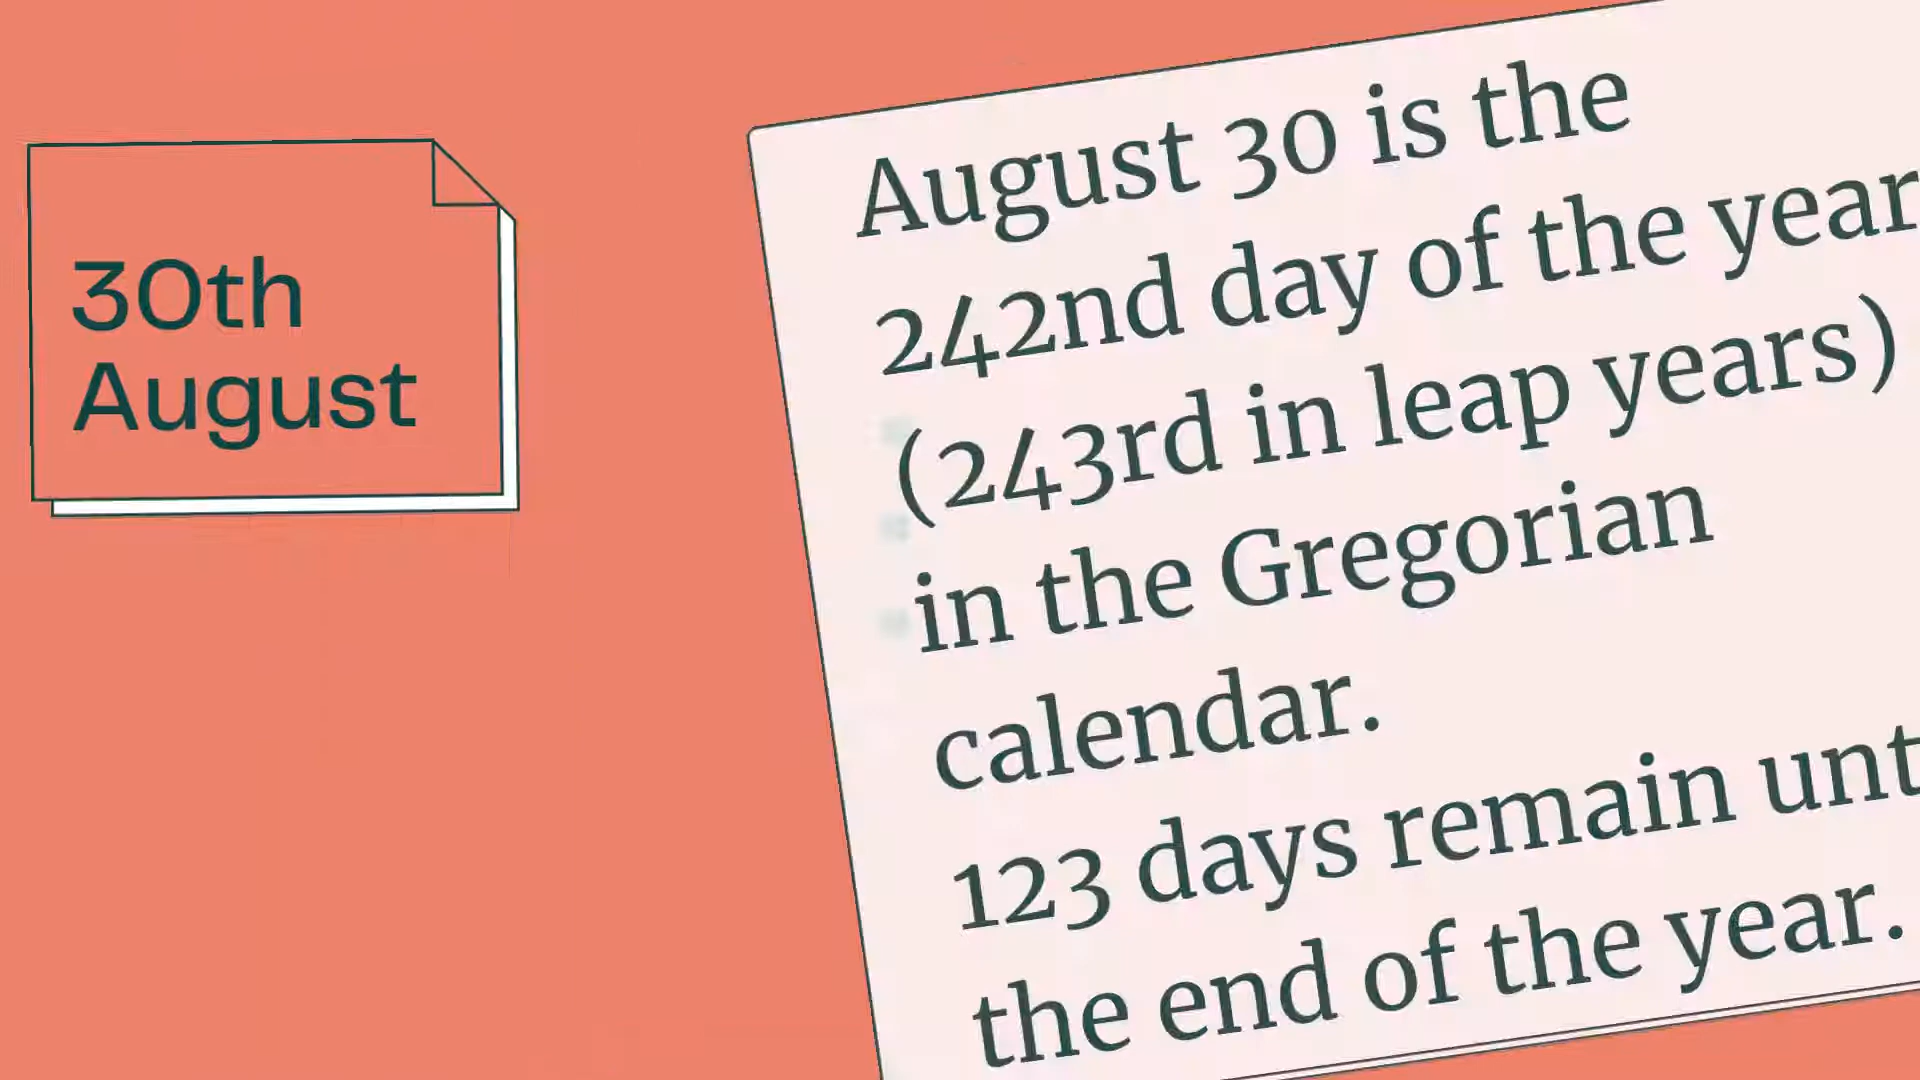 30th
August
August 30 is the
242nd day of the year
(243rd in leap years)
in the Gregorian
calendar.
123 days remain unt
the end of the year.